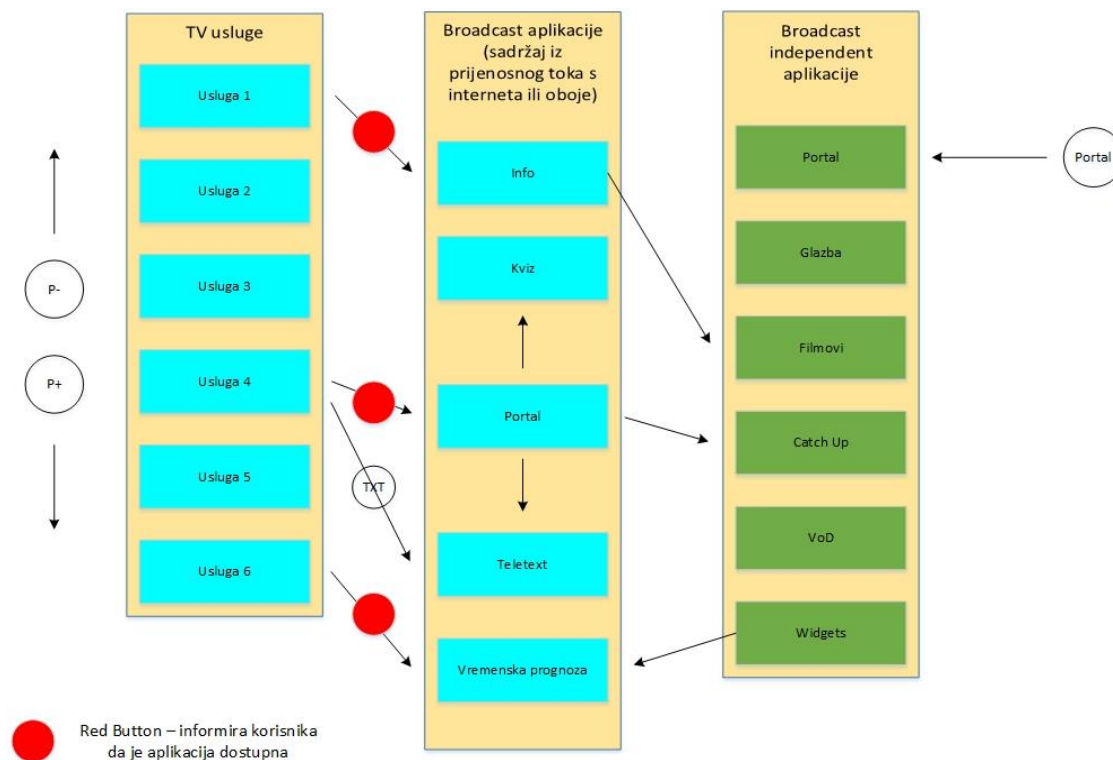 TV usluge
Usluga 1
Usluga 2
Usluga 3
Usluga 4
Usluga 5
Usluga 6
P-
P+
TXT
Broadcast aplikacije
(sadržaj iz
prijenosnog toka s
interneta ili oboje)
Info
Kviz
Portal
Teletext
Vremenska prognoza
Broadcast
independent
aplikacije
Portal
Glazba
Filmovi
Catch Up
VoD
Widgets
Portal
Red Button – informira korisnika
da je aplikacija dostupna